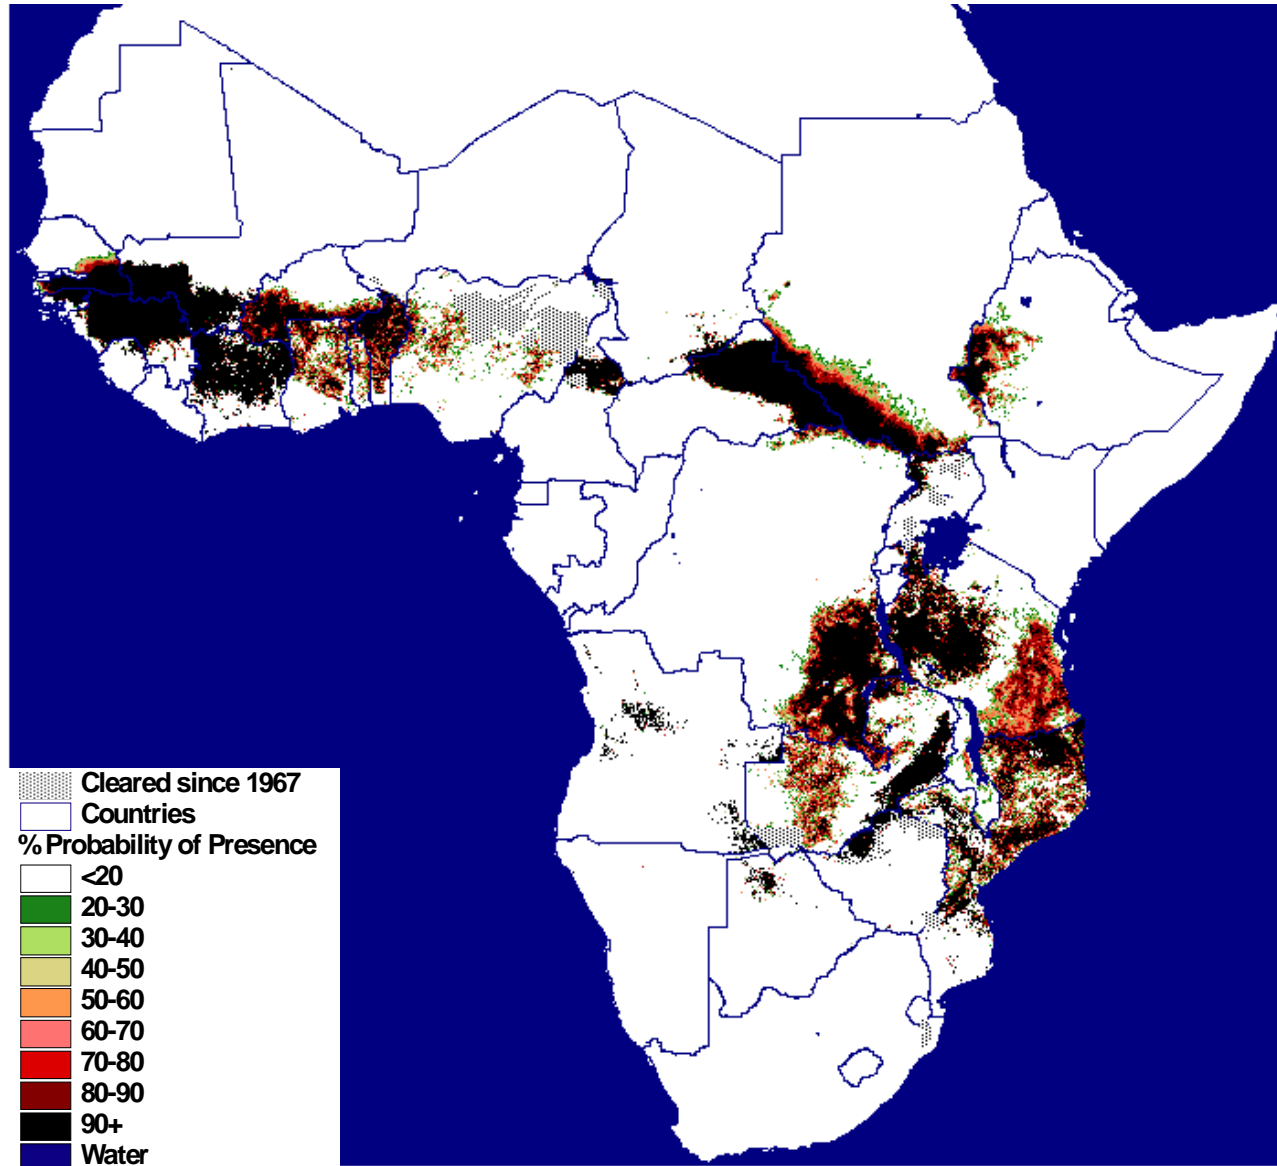 Cleared since 1967
Countries
% Probability of Presence
<20
20-30
30-40
40-50
50-60
60-70
70-80
80-90
90+
Water